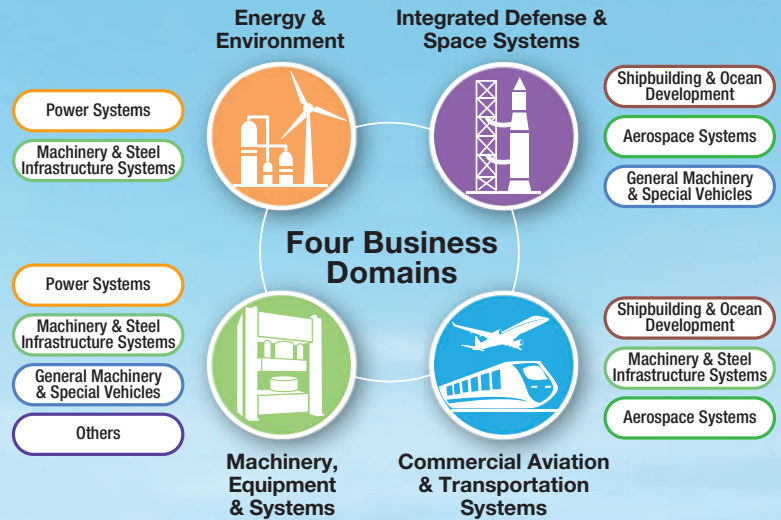 Energy &
Environment
Integrated Defense &
Space Systems
Power Systems
Machinery & Steel
Infrastructure Systems
Shipbuilding & Ocean
Development
Aerospace Systems
General Machinery
& Special Vehicles
Four Business
Domains
Power Systems
Machinery & Steel
Infrastructure Systems
General Machinery
& Special Vehicles
Others
Shipbuilding & Ocean
Development
Machinery & Steel
Infrastructure Systems
Aerospace Systems
Machinery,
Equipment
& Systems
Commercial Aviation
& Transportation
Systems